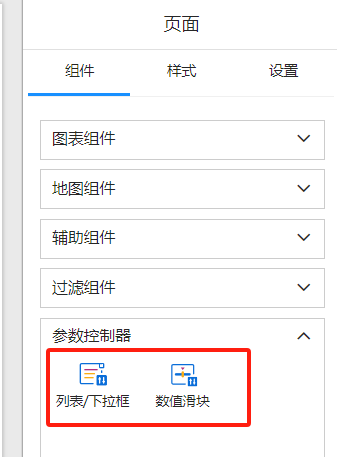 页面
组件 样式 设置
图表组件
地图组件
辅助组件
过滤组件
参数控制器
列表/下拉框 数值滑块